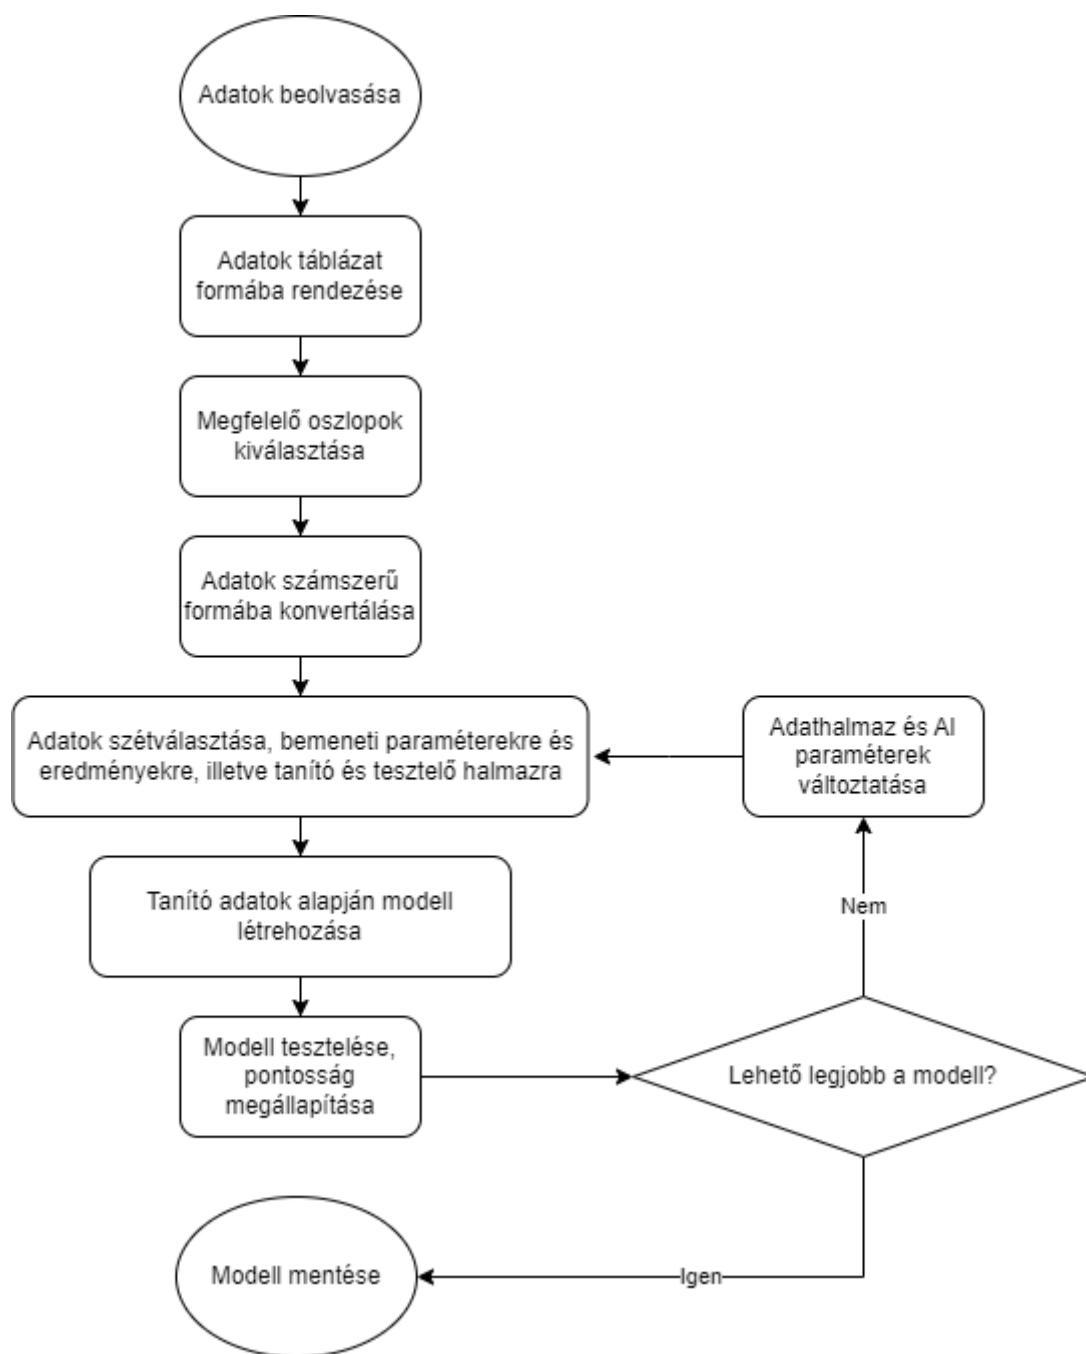 Adatok beolvasása
Adatok táblázat
formába rendezése
Megfelelő oszlopok
kiválasztása
Adatok számszerű
formába konvertálása
Adatok szétválasztása, bemeneti paraméterekre és
eredményekre, illetve tanító és tesztelő halmazra
Adathalmaz és AI
paraméterek
változtatása
Tanító adatok alapján modell
létrehozása
Nem
Modell tesztelése,
pontosság
megállapítása
Lehető legjobb a modell?
Modell mentése
Igen